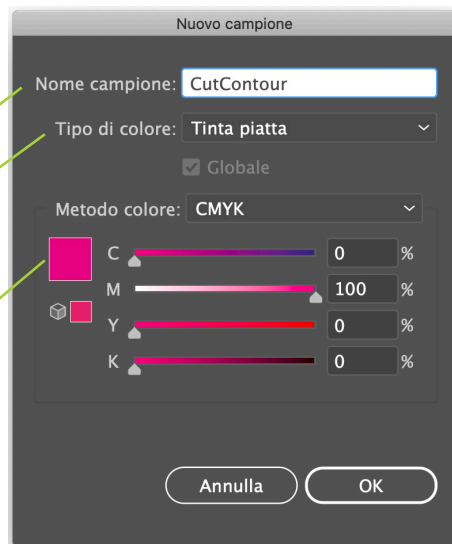 Nuovo campione
Nome campione: CutContour
Tipo di colore: Tinta piatta
Globale
Metodo colore: CMYK
C 0 %
M 100 %
Y 0 %
K 0 %
Annulla OK